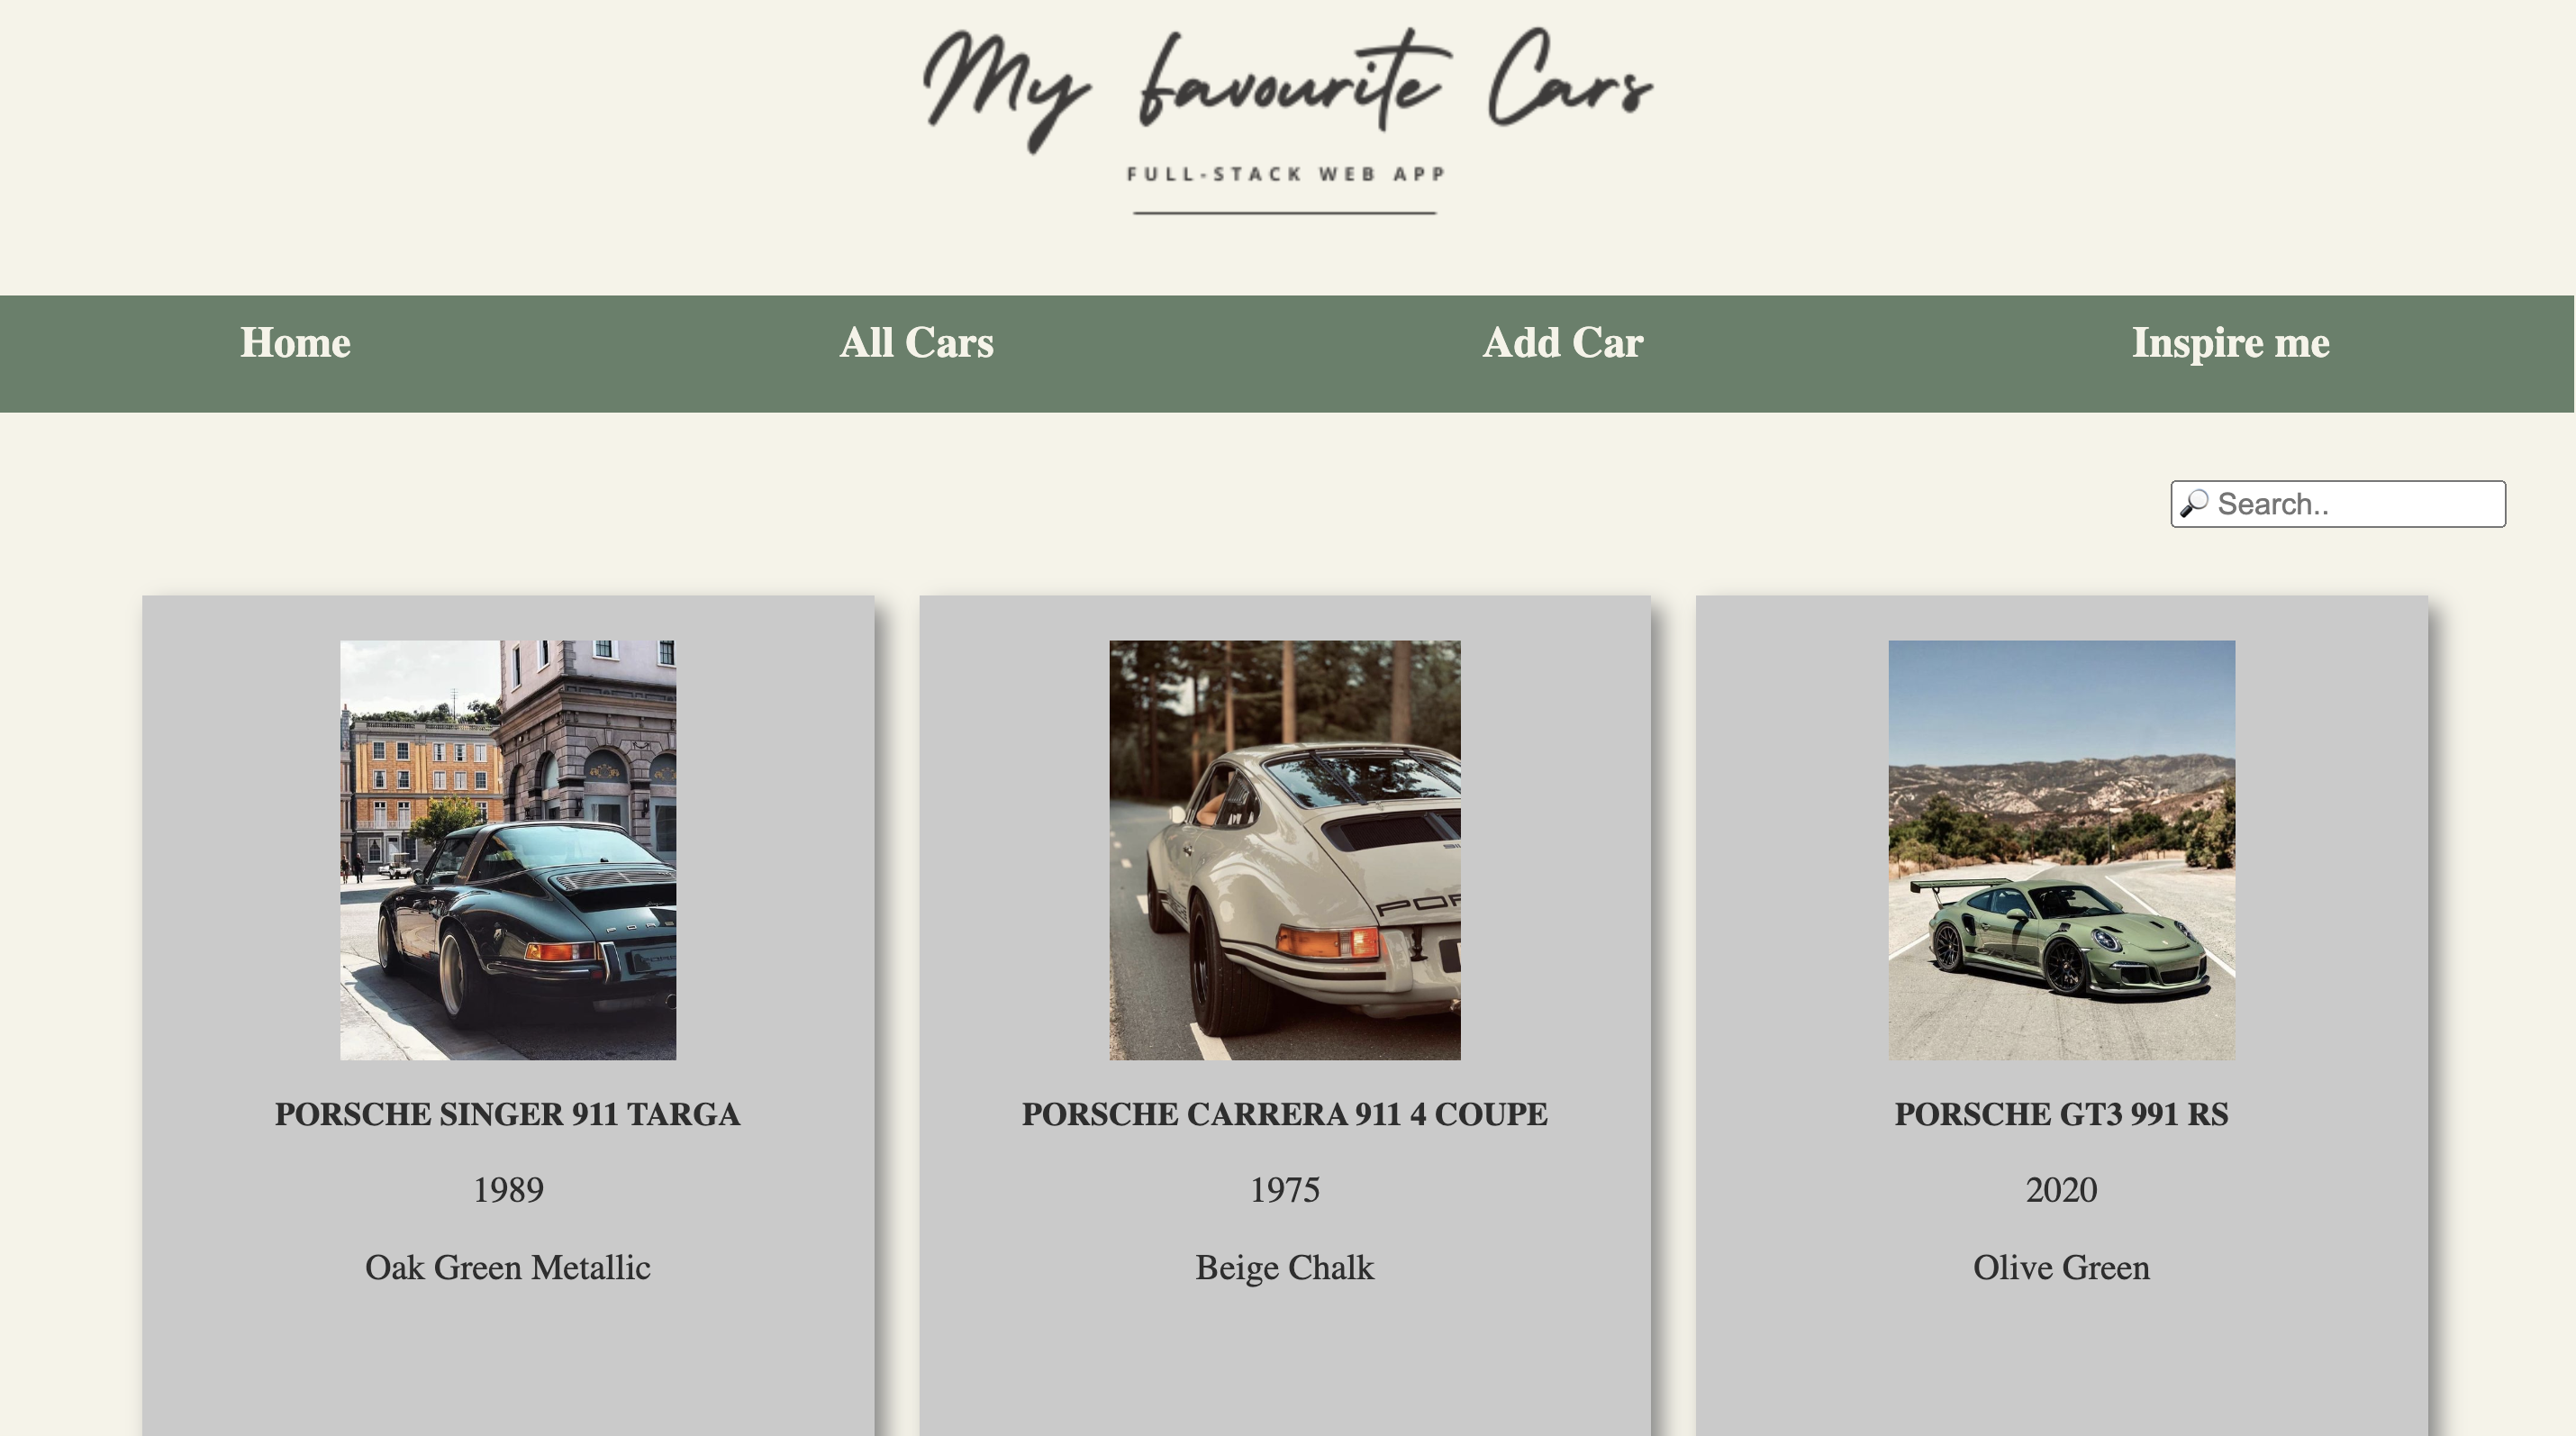 My favourite Cars
FULL-STACK WEB APP
Home
All Cars
Add Car
Inspire me
🔎 Search..
PORSCHE SINGER 911 TARGA
1989
Oak Green Metallic
PORSCHE CARRERA 911 4 COUPE
1975
Beige Chalk
PORSCHE GT3 991 RS
2020
Olive Green